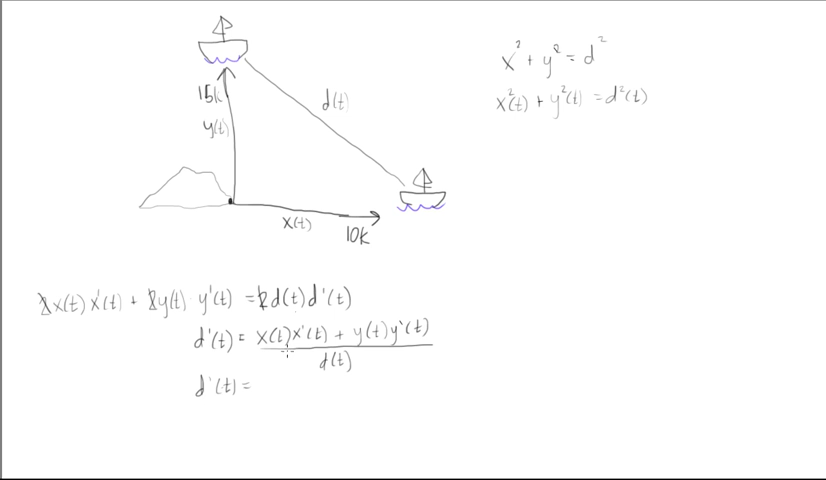 x² + y² = d²
x²(t) + y²(t) = d²(t)
15k
y(t)
d(t)
x(t)
10k
2x(t) x'(t) + 2y(t) y'(t) = 2d(t) d'(t)
d'(t) = x(t)x'(t) + y(t)y'(t)
d(t)
d'(t) =